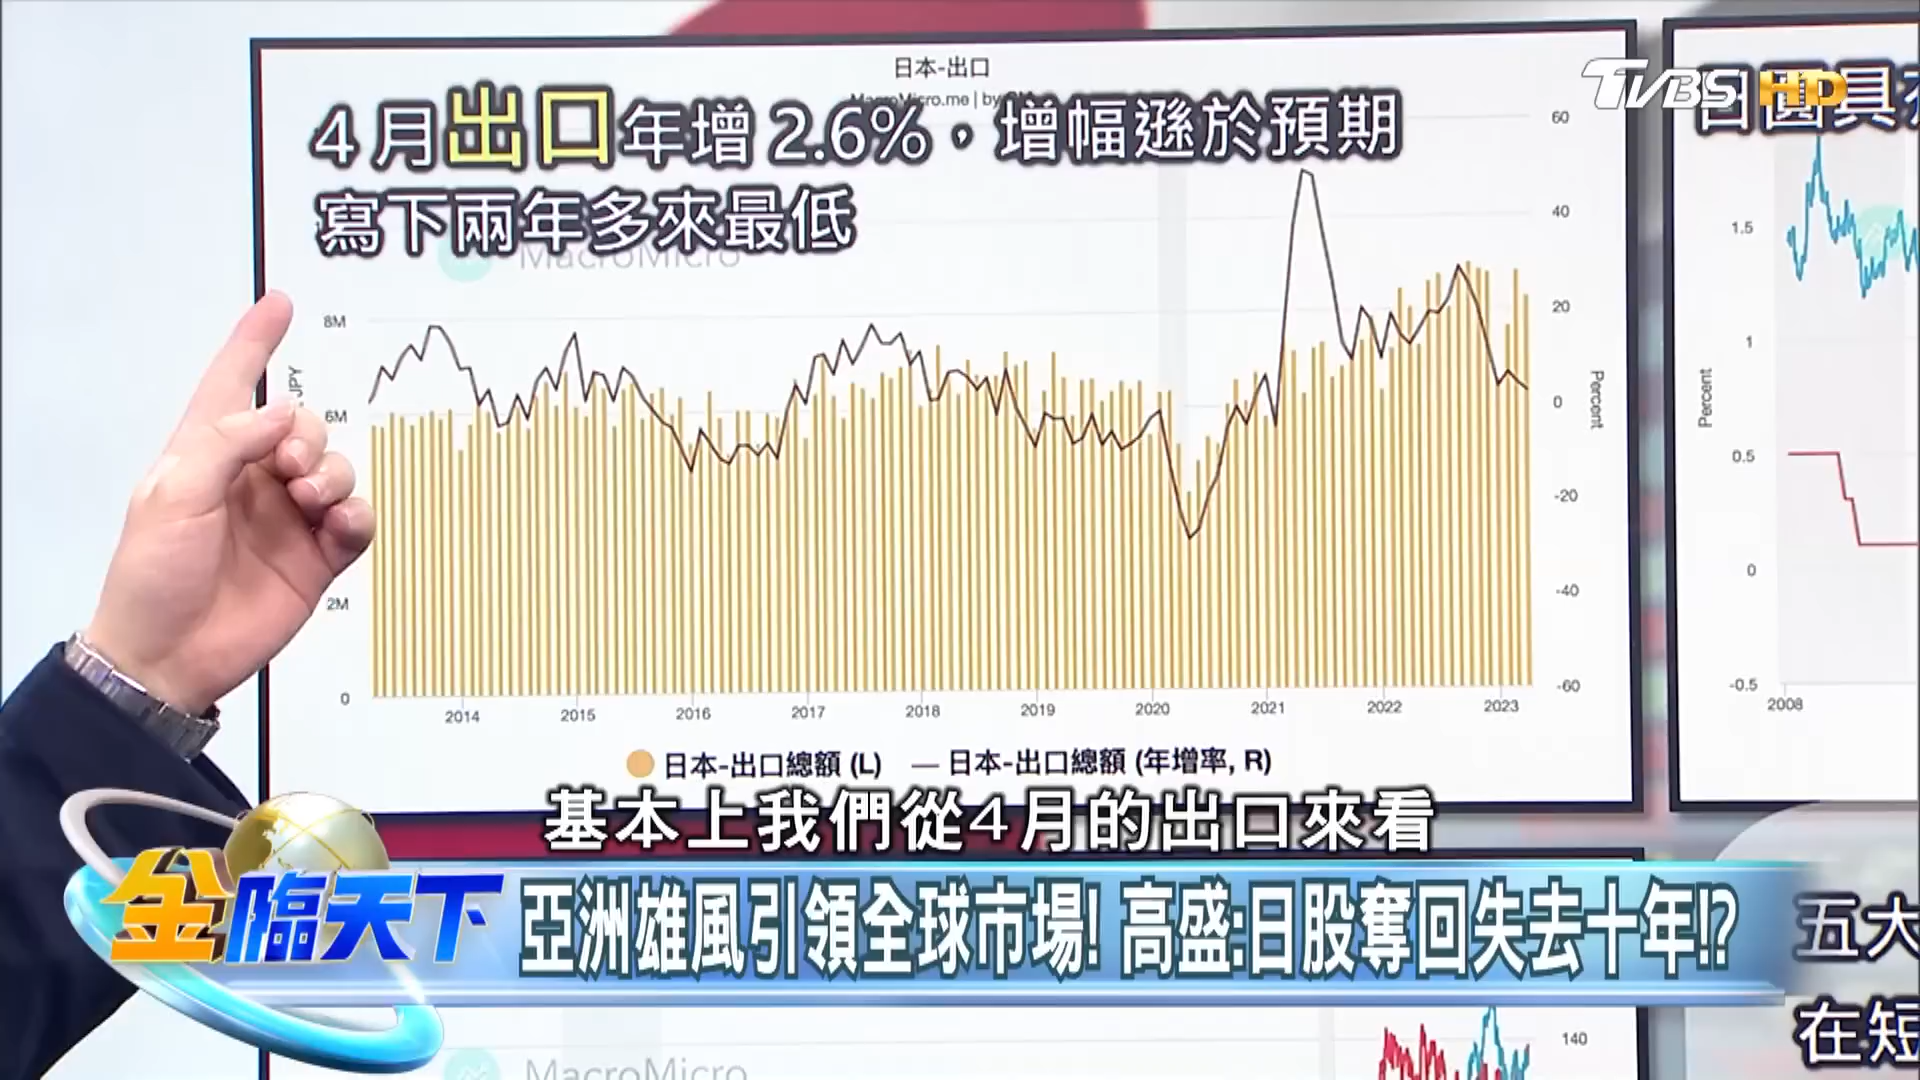 日本-出口
TVBS HD
4月出口年增2.6%，增幅遜於預期
寫下兩年多來最低
MacroMicro
8M
6M
2M
0
JPY
60
40
20
0
-20
-40
-60
Percent
2014 2015 2016 2017 2018 2019 2020 2021 2022 2023
日本-出口總額 (L) — 日本-出口總額 (年增率, R)
1.5
1
0.5
0
-0.5
Percent
2008
基本上我們從4月的出口來看
金臨天下
亞洲雄風引領全球市場! 高盛:日股奪回失去十年!?
五大
在短
MacroMicro
140